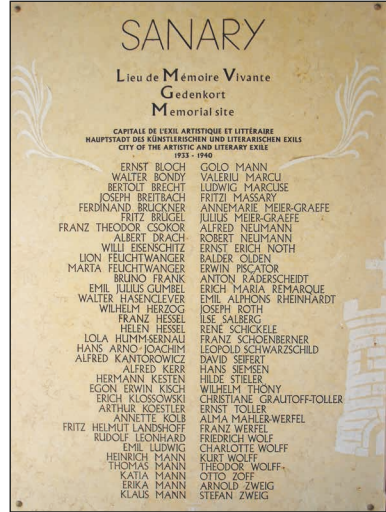 SANARY
Lieu de Mémoire Vivante
Gedenkort
Memorial site
CAPITALE DE L'EXIL ARTISTIQUE ET LITTÉRAIRE
HAUPTSTADT DES KÜNSTLERISCHEN UND LITERARISCHEN EXILS
CITY OF THE ARTISTIC AND LITERARY EXILE
1933 - 1940
ERNST BLOCH GOLO MANN
WALTER BONDY VALERIU MARCU
BERTOLT BRECHT LUDWIG MARCUSE
JOSEPH BREITBACH FRITZI MASSARY
FERDINAND BRUCKNER ANNEMARIE MEIER-GRAEFE
FRITZ BRÜGEL JULIUS MEIER-GRAEFE
FRANZ THEODOR CSOKOR ALFRED NEUMANN
ALBERT DRACH ROBERT NEUMANN
WILLI EISENSCHITZ ERNST ERICH NOTH
LION FEUCHTWANGER BALDER OLDEN
MARTA FEUCHTWANGER ERWIN PISCATOR
BRUNO FRANK ANTON RÄDERSCHEIDT
EMIL JULIUS GUMBEL ERICH MARIA REMARQUE
WALTER HASENCLEVER EMIL ALPHONS RHEINHARDT
WILHELM HERZOG JOSEPH ROTH
FRANZ HESSEL ILSE SALBERG
HELEN HESSEL RENÉ SCHICKELE
LOLA HUMM-SERNAU FRANZ SCHOENBERNER
HANS ARNO JOACHIM LEOPOLD SCHWARZSCHILD
ALFRED KANTOROWICZ DAVID SEIFERT
ALFRED KERR HANS SIEMSEN
HERMANN KESTEN HILDE STIELER
EGON ERWIN KISCH WILHELM THÖNY
ERICH KLOSSOWSKI CHRISTIANE GRAUTOFF-TOLLER
ARTHUR KOESTLER ERNST TOLLER
ANNETTE KOLB ALMA MAHLER-WERFEL
FRITZ HELMUT LANDSHOFF FRANZ WERFEL
RUDOLF LEONHARD FRIEDRICH WOLF
EMIL LUDWIG CHARLOTTE WOLFF
HEINRICH MANN KURT WOLFF
THOMAS MANN THEODOR WOLFF
KATIA MANN OTTO ZOFF
ERIKA MANN ARNOLD ZWEIG
KLAUS MANN STEFAN ZWEIG